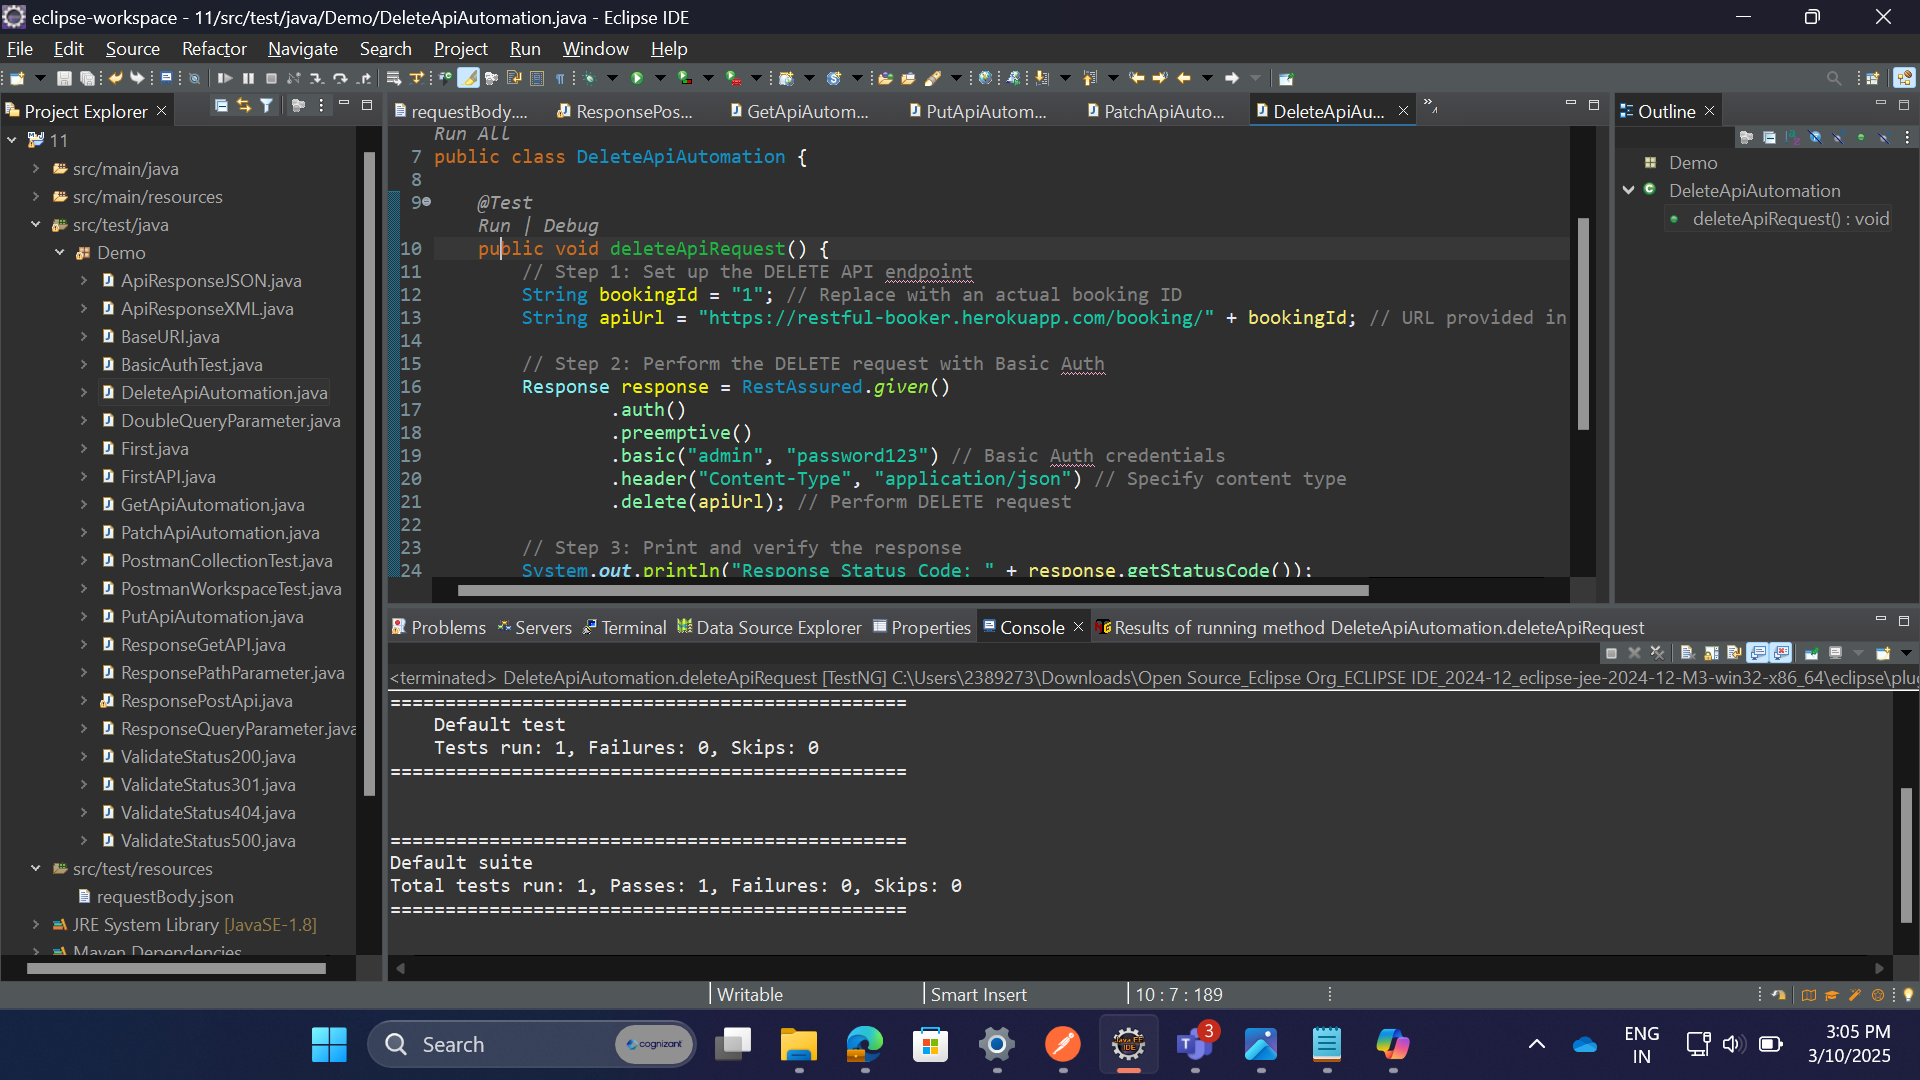 eclipse-workspace - 11/src/test/java/Demo/DeleteApiAutomation.java - Eclipse IDE
File Edit Source Refactor Navigate Search Project Run Window Help
Project Explorer
11
src/main/java
src/main/resources
src/test/java
Demo
ApiResponseJSON.java
ApiResponseXML.java
BaseURI.java
BasicAuthTest.java
DeleteApiAutomation.java
DoubleQueryParameter.java
First.java
FirstAPI.java
GetApiAutomation.java
PatchApiAutomation.java
PostmanCollectionTest.java
PostmanWorkspaceTest.java
PutApiAutomation.java
ResponseGetAPI.java
ResponsePathParameter.java
ResponsePostApi.java
ResponseQueryParameter.java
ValidateStatus200.java
ValidateStatus301.java
ValidateStatus404.java
ValidateStatus500.java
src/test/resources
requestBody.json
JRE System Library [JavaSE-1.8]
Maven Dependencies
requestBody.... ResponsePos... GetApiAutom... PutApiAutom... PatchApiAuto... DeleteApiAu...
Run All
7 public class DeleteApiAutomation {
8
9 @Test
Run | Debug
10 public void deleteApiRequest() {
11 // Step 1: Set up the DELETE API endpoint
12 String bookingId = "1"; // Replace with an actual booking ID
13 String apiUrl = "https://restful-booker.herokuapp.com/booking/" + bookingId; // URL provided in
14
15 // Step 2: Perform the DELETE request with Basic Auth
16 Response response = RestAssured.given()
17 .auth()
18 .preemptive()
19 .basic("admin", "password123") // Basic Auth credentials
20 .header("Content-Type", "application/json") // Specify content type
21 .delete(apiUrl); // Perform DELETE request
22
23 // Step 3: Print and verify the response
24 System.out.println("Response Status Code: " + response.getStatusCode());
Outline
Demo
DeleteApiAutomation
deleteApiRequest() : void
Problems Servers Terminal Data Source Explorer Properties Console Results of running method DeleteApiAutomation.deleteApiRequest
<terminated> DeleteApiAutomation.deleteApiRequest [TestNG] C:\Users\2389273\Downloads\Open Source_Eclipse Org_ECLIPSE IDE_2024-12_eclipse-jee-2024-12-M3-win32-x86_64\eclipse\plu
===============================================
Default test
Tests run: 1, Failures: 0, Skips: 0
===============================================
===============================================
Default suite
Total tests run: 1, Passes: 1, Failures: 0, Skips: 0
===============================================
Writable Smart Insert 10 : 7 : 189
Search cognizant
3
ENG
IN
3:05 PM
3/10/2025